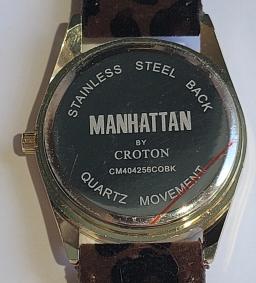 STAINLESS STEEL BACK
MANHATTAN
BY
CROTON
CM404256COBK
QUARTZ MOVEMENT